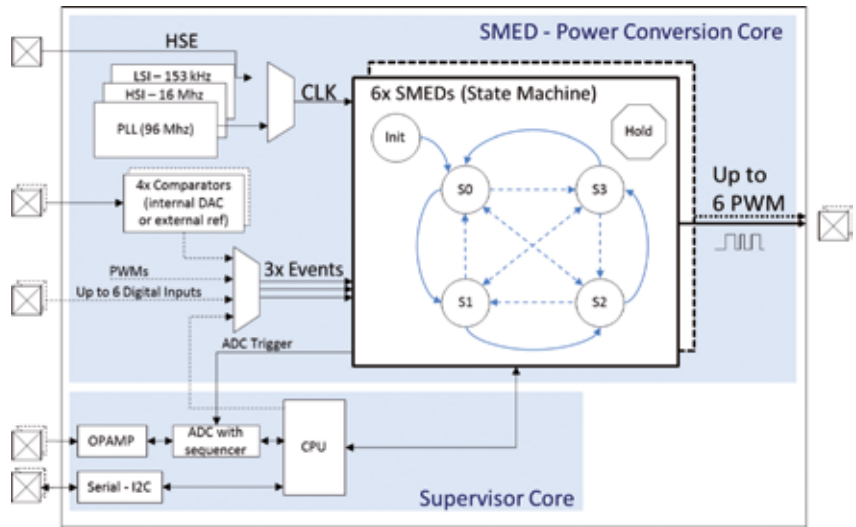 SMED - Power Conversion Core
HSE
LSI – 153 kHz
HSI – 16 Mhz
PLL (96 Mhz)
CLK
6x SMEDs (State Machine)
Init
Hold
S0
S3
S1
S2
Up to
6 PWM
4x Comparators
(internal DAC
or external ref)
PWMs
Up to 6 Digital Inputs
3x Events
ADC Trigger
OPAMP
ADC with
sequencer
CPU
Serial - I2C
Supervisor Core